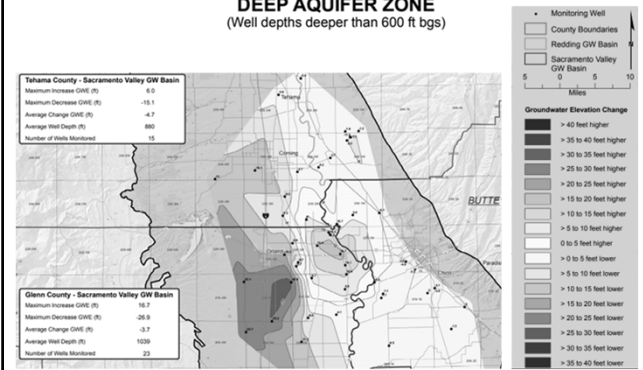 DEEP AQUIFER ZONE
(Well depths deeper than 600 ft bgs)
Tehama County - Sacramento Valley GW Basin
Maximum Increase GWE (ft) 6.0
Maximum Decrease GWE (ft) -15.1
Average Change GWE (ft) -4.7
Average Well Depth (ft) 880
Number of Wells Monitored 15
Tehama
Corning
BUTTE
Orland
Chico
Paradis
Glenn County - Sacramento Valley GW Basin
Maximum Increase GWE (ft) 16.7
Maximum Decrease GWE (ft) -26.9
Average Change GWE (ft) -3.7
Average Well Depth (ft) 1039
Number of Wells Monitored 23
Monitoring Well
County Boundaries
Redding GW Basin
Sacramento Valley
GW Basin
N
5 0 5 10
Miles
Groundwater Elevation Change
> 40 feet higher
> 35 to 40 feet higher
> 30 to 35 feet higher
> 25 to 30 feet higher
> 20 to 25 feet higher
> 15 to 20 feet higher
> 10 to 15 feet higher
> 5 to 10 feet higher
0 to 5 feet higher
> 0 to 5 feet lower
> 5 to 10 feet lower
> 10 to 15 feet lower
> 15 to 20 feet lower
> 20 to 25 feet lower
> 25 to 30 feet lower
> 30 to 35 feet lower
> 35 to 40 feet lower